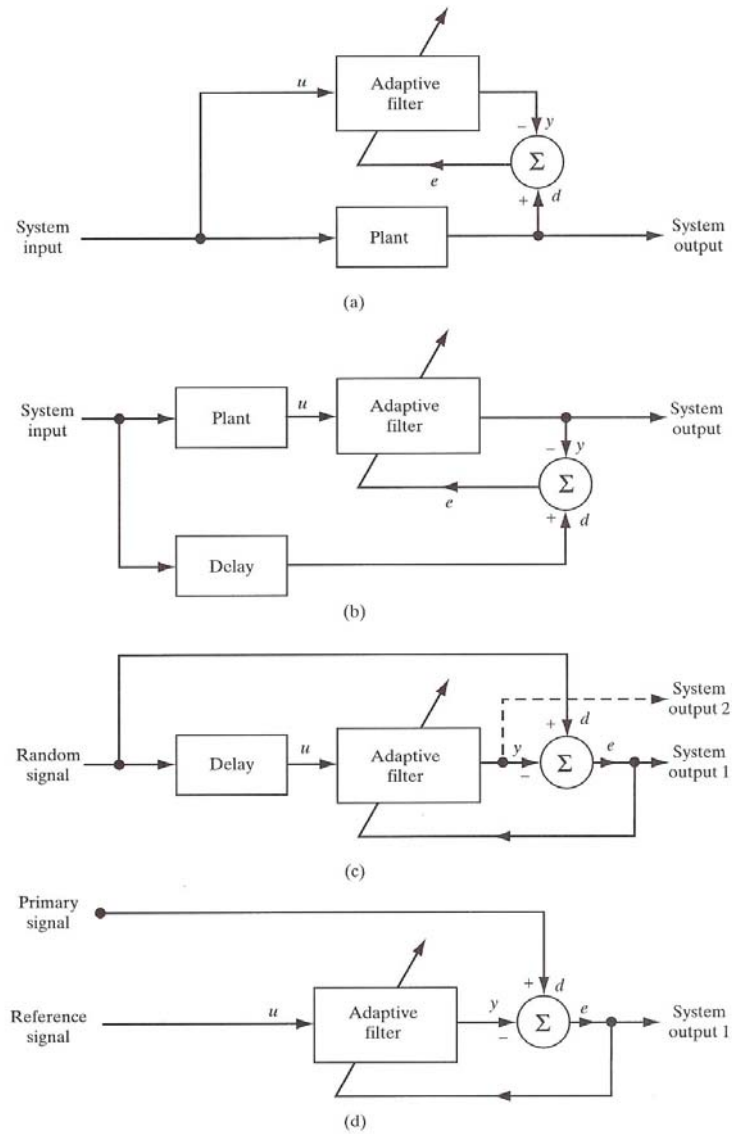 u
Adaptive
filter
− y
Σ
e
+ d
System
input
Plant
System
output
(a)
System
input
Plant
u
Adaptive
filter
System
output
− y
Σ
e
+ d
Delay
(b)
System
output 2
+ d
Random
signal
Delay
u
Adaptive
filter
y
−
Σ
e
System
output 1
(c)
Primary
signal
+ d
Reference
signal
u
Adaptive
filter
y
−
Σ
e
System
output 1
(d)